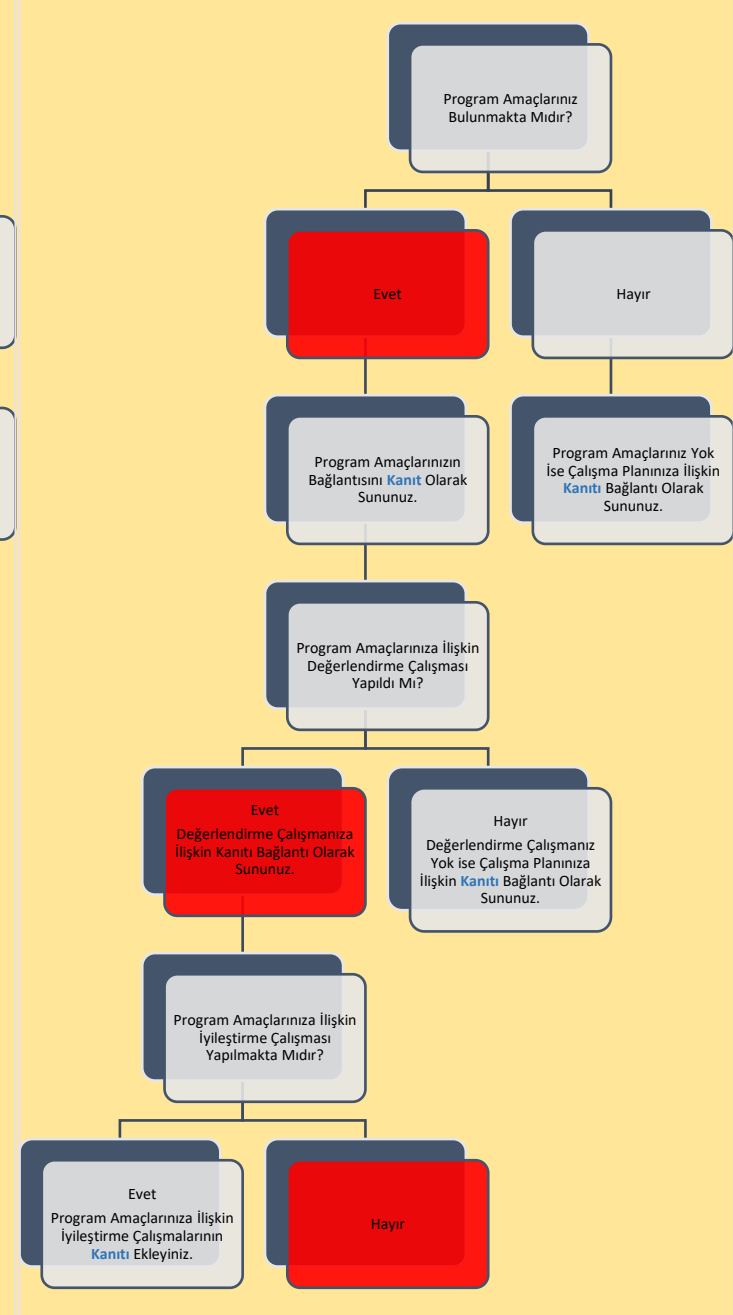 Program Amaçlarınız
Bulunmakta Mıdır?
Evet
Hayır
Program Amaçlarınızın
Bağlantısını Kanıt Olarak
Sununuz.
Program Amaçlarınız Yok
İse Çalışma Planınıza İlişkin
Kanıtı Bağlantı Olarak
Sununuz.
Program Amaçlarınıza İlişkin
Değerlendirme Çalışması
Yapıldı Mı?
Evet
Değerlendirme Çalışmanıza
İlişkin Kanıtı Bağlantı Olarak
Sununuz.
Hayır
Değerlendirme Çalışmanız
Yok ise Çalışma Planınıza
İlişkin Kanıtı Bağlantı Olarak
Sununuz.
Program Amaçlarınıza İlişkin
İyileştirme Çalışması
Yapılmakta Mıdır?
Evet
Program Amaçlarınıza İlişkin
İyileştirme Çalışmalarının
Kanıtı Ekleyiniz.
Hayır